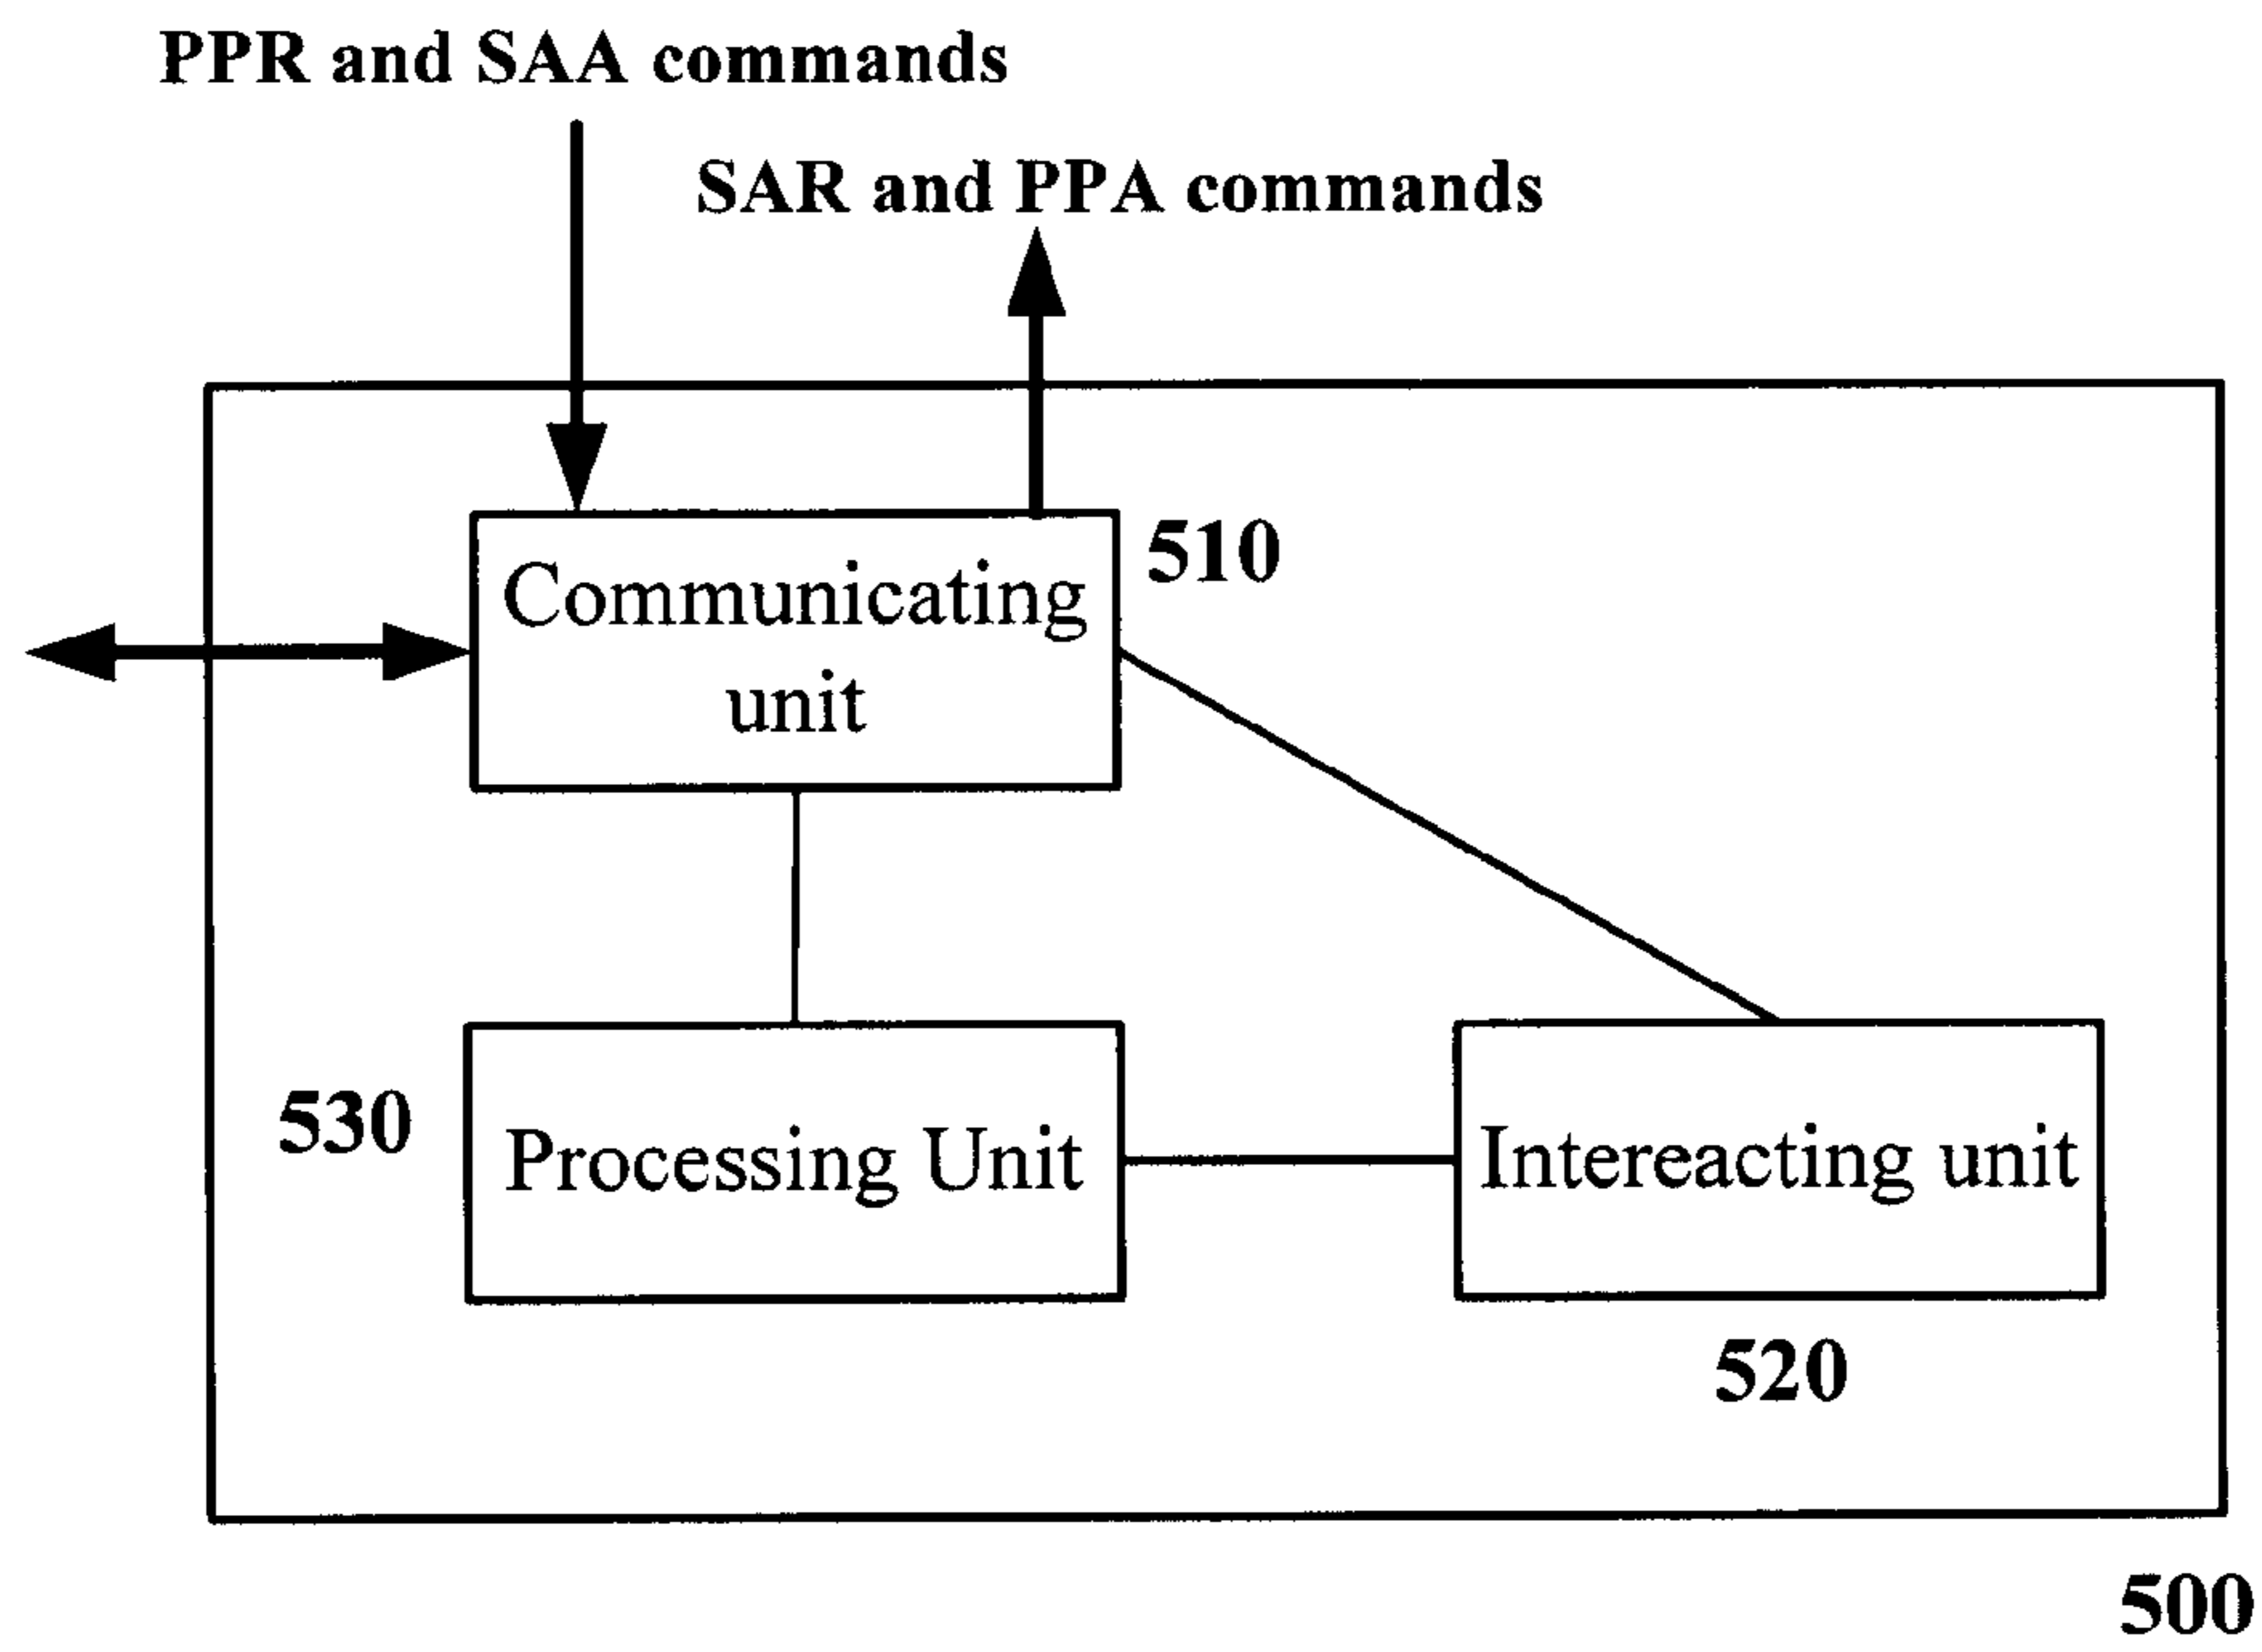 PPR and SAA commands
SAR and PPA commands
510
Communicating
unit
530
Processing Unit
Intereacting unit
520
500